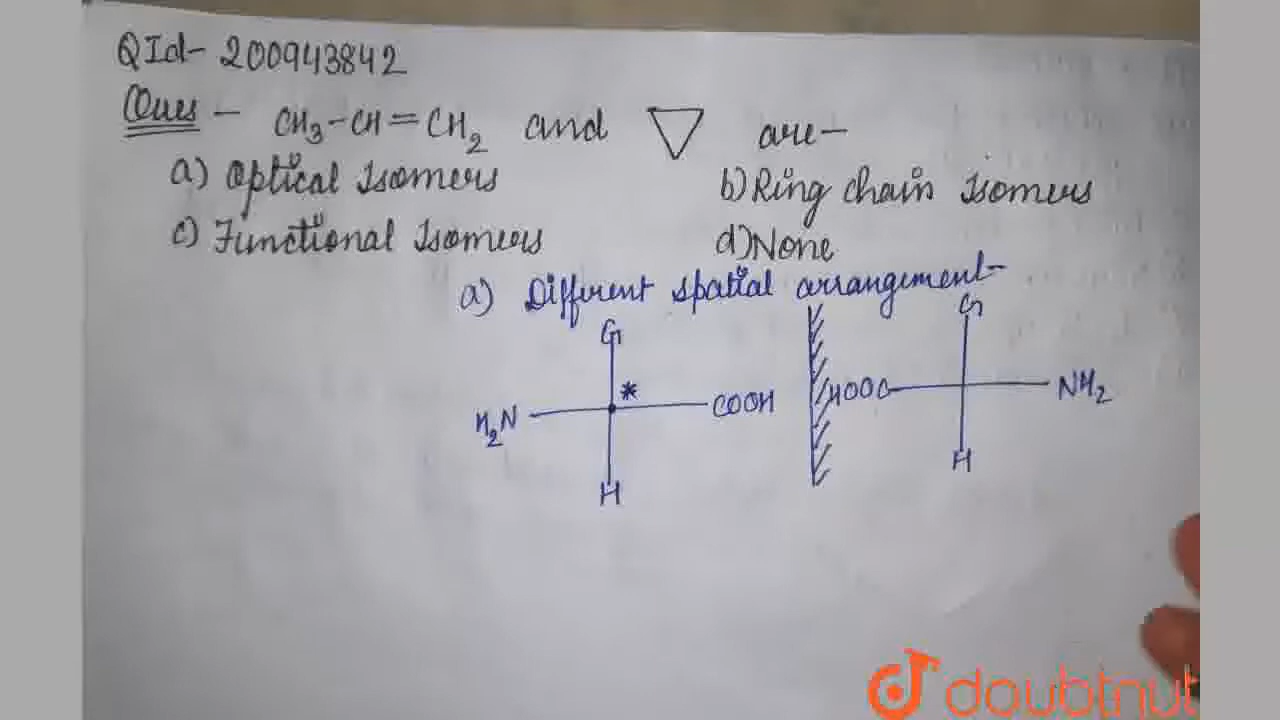 QId- 200943842
Ques - CH3-CH=CH2 and ▽ are-
a) Optical Isomers b) Ring chain Isomers
c) Functional Isomers d) None
a) Different spatial arrangement-
G G
* 
H2N COOH HOOC NH2
H H
doubtnut